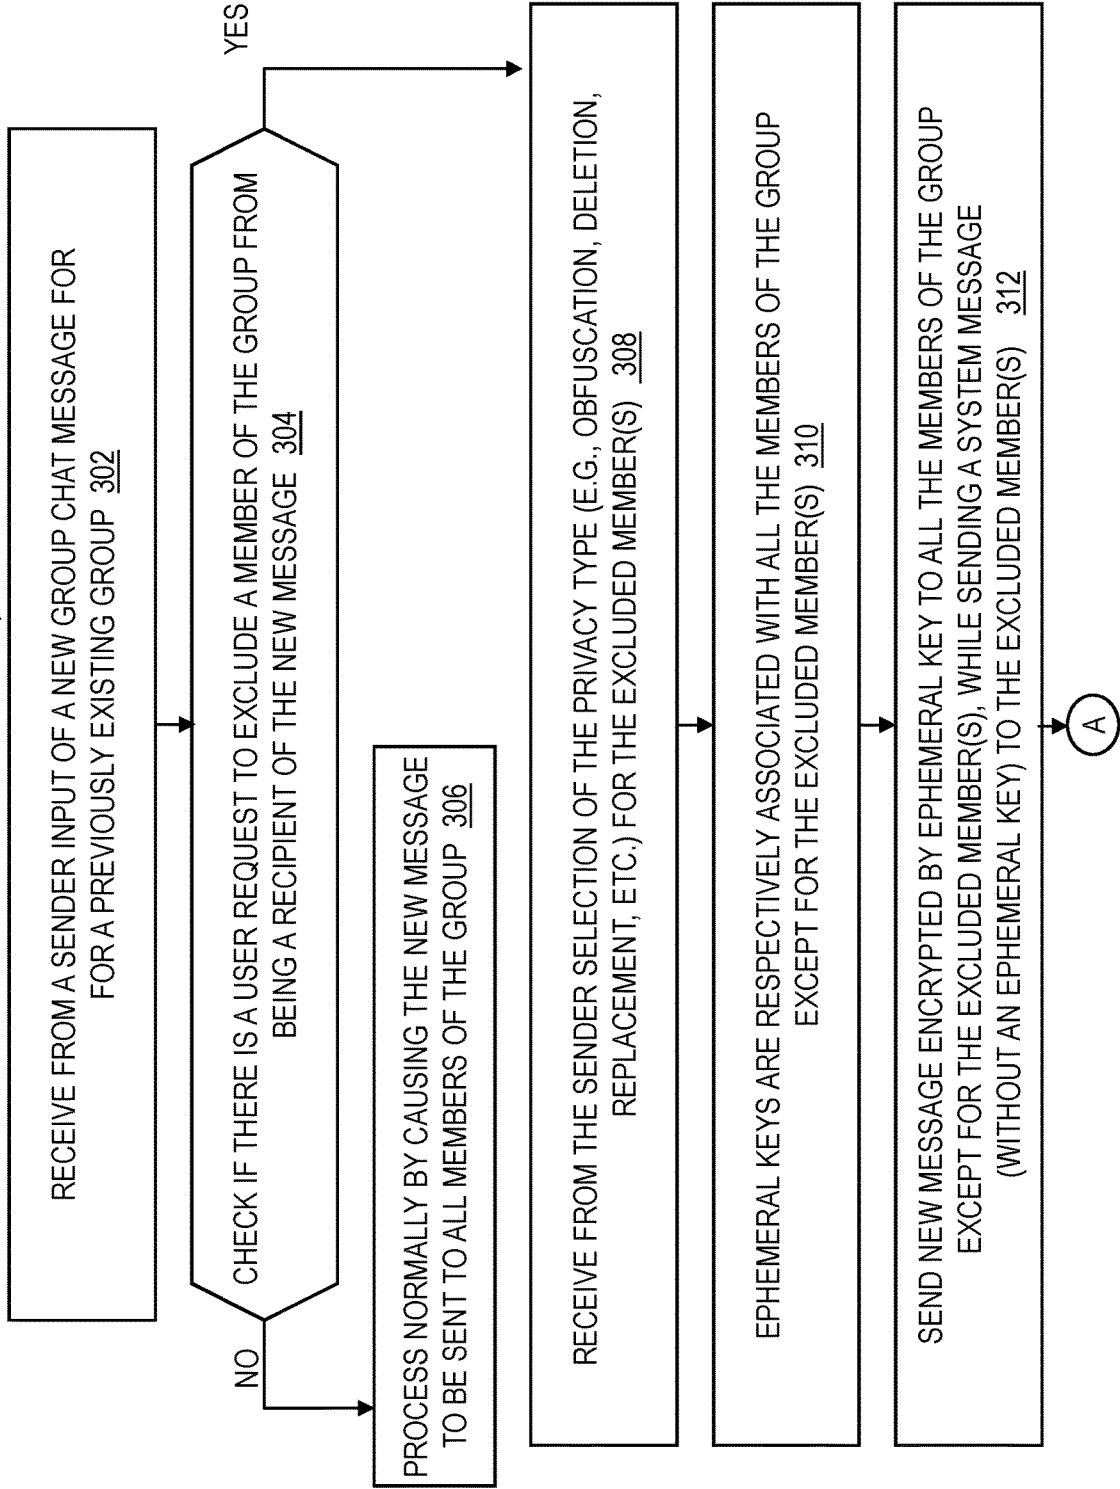 RECEIVE FROM A SENDER INPUT OF A NEW GROUP CHAT MESSAGE FOR
FOR A PREVIOUSLY EXISTING GROUP 302
CHECK IF THERE IS A USER REQUEST TO EXCLUDE A MEMBER OF THE GROUP FROM
BEING A RECIPIENT OF THE NEW MESSAGE 304
NO
YES
PROCESS NORMALLY BY CAUSING THE NEW MESSAGE
TO BE SENT TO ALL MEMBERS OF THE GROUP 306
RECEIVE FROM THE SENDER SELECTION OF THE PRIVACY TYPE (E.G., OBFUSCATION, DELETION,
REPLACEMENT, ETC.) FOR THE EXCLUDED MEMBER(S) 308
EPHEMERAL KEYS ARE RESPECTIVELY ASSOCIATED WITH ALL THE MEMBERS OF THE GROUP
EXCEPT FOR THE EXCLUDED MEMBER(S) 310
SEND NEW MESSAGE ENCRYPTED BY EPHEMERAL KEY TO ALL THE MEMBERS OF THE GROUP
EXCEPT FOR THE EXCLUDED MEMBER(S), WHILE SENDING A SYSTEM MESSAGE
(WITHOUT AN EPHEMERAL KEY) TO THE EXCLUDED MEMBER(S) 312
A